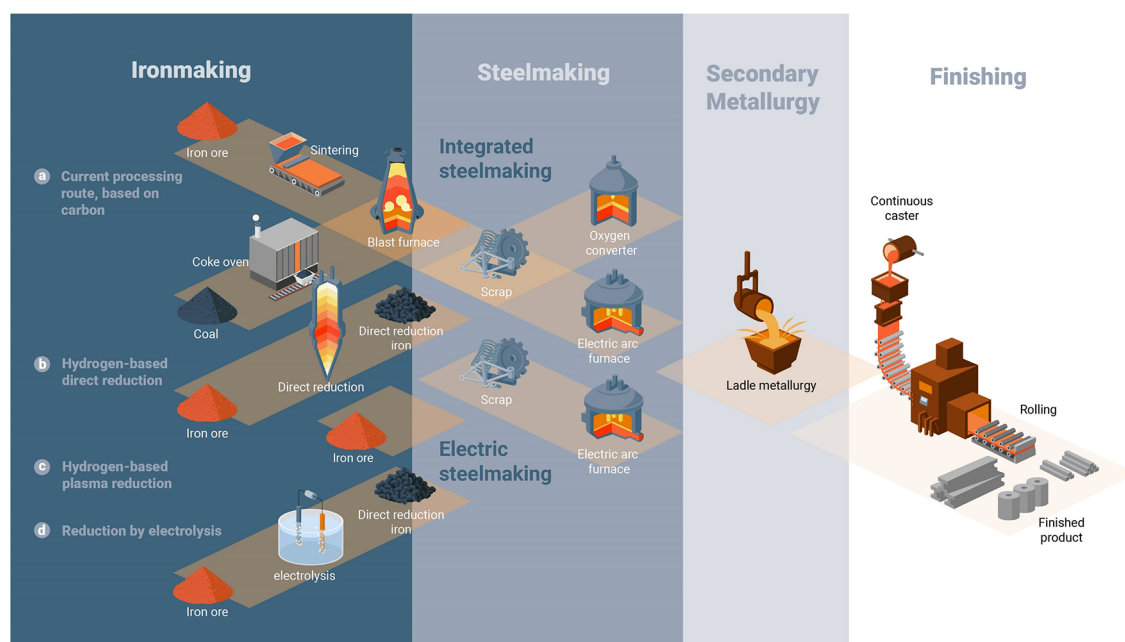 Ironmaking
Steelmaking
Secondary
Metallurgy
Finishing
Iron ore
Sintering
Integrated
steelmaking
a
Current processing
route, based on
carbon
Blast furnace
Oxygen
converter
Continuous
caster
Coke oven
Scrap
Coal
Direct reduction
iron
Electric arc
furnace
b
Hydrogen-based
direct reduction
Direct reduction
Scrap
Ladle metallurgy
Iron ore
Rolling
Iron ore
Electric
steelmaking
Electric arc
furnace
c
Hydrogen-based
plasma reduction
Direct reduction
iron
d
Reduction by electrolysis
Finished
product
electrolysis
Iron ore